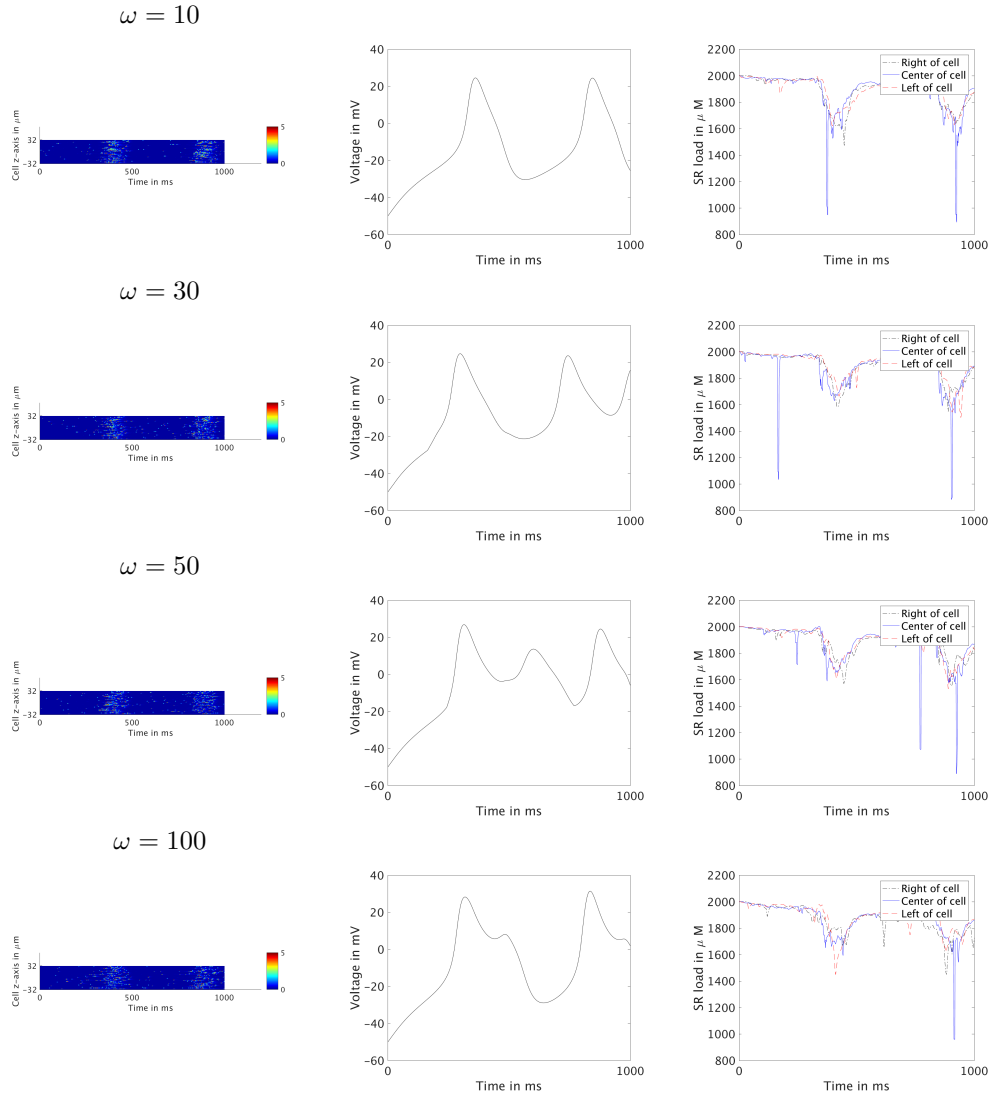 ω = 10
Cell z-axis in μm
32
-32
0
500
1000
Time in ms
5
0
Voltage in mV
40
20
0
-20
-40
-60
0
1000
Time in ms
SR load in μ M
2200
2000
1800
1600
1400
1200
1000
800
0
1000
Time in ms
Right of cell
Center of cell
Left of cell
ω = 30
Cell z-axis in μm
32
-32
0
500
1000
Time in ms
5
0
Voltage in mV
40
20
0
-20
-40
-60
0
1000
Time in ms
SR load in μ M
2200
2000
1800
1600
1400
1200
1000
800
0
1000
Time in ms
Right of cell
Center of cell
Left of cell
ω = 50
Cell z-axis in μm
32
-32
0
500
1000
Time in ms
5
0
Voltage in mV
40
20
0
-20
-40
-60
0
1000
Time in ms
SR load in μ M
2200
2000
1800
1600
1400
1200
1000
800
0
1000
Time in ms
Right of cell
Center of cell
Left of cell
ω = 100
Cell z-axis in μm
32
-32
0
500
1000
Time in ms
5
0
Voltage in mV
40
20
0
-20
-40
-60
0
1000
Time in ms
SR load in μ M
2200
2000
1800
1600
1400
1200
1000
800
0
1000
Time in ms
Right of cell
Center of cell
Left of cell